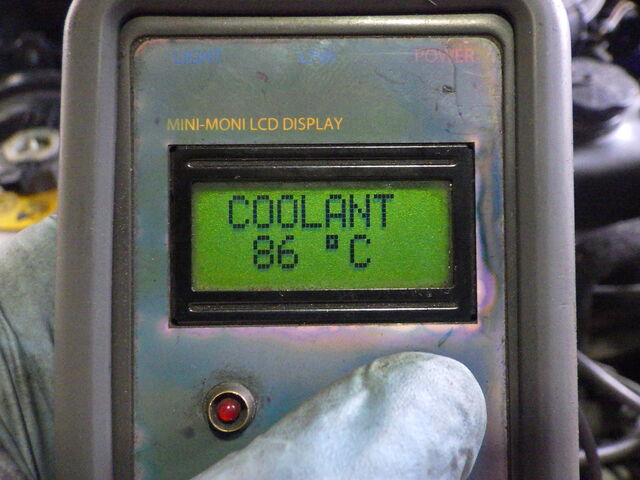 LIGHT LINK POWER
MINI-MONI LCD DISPLAY
COOLANT
86 °C